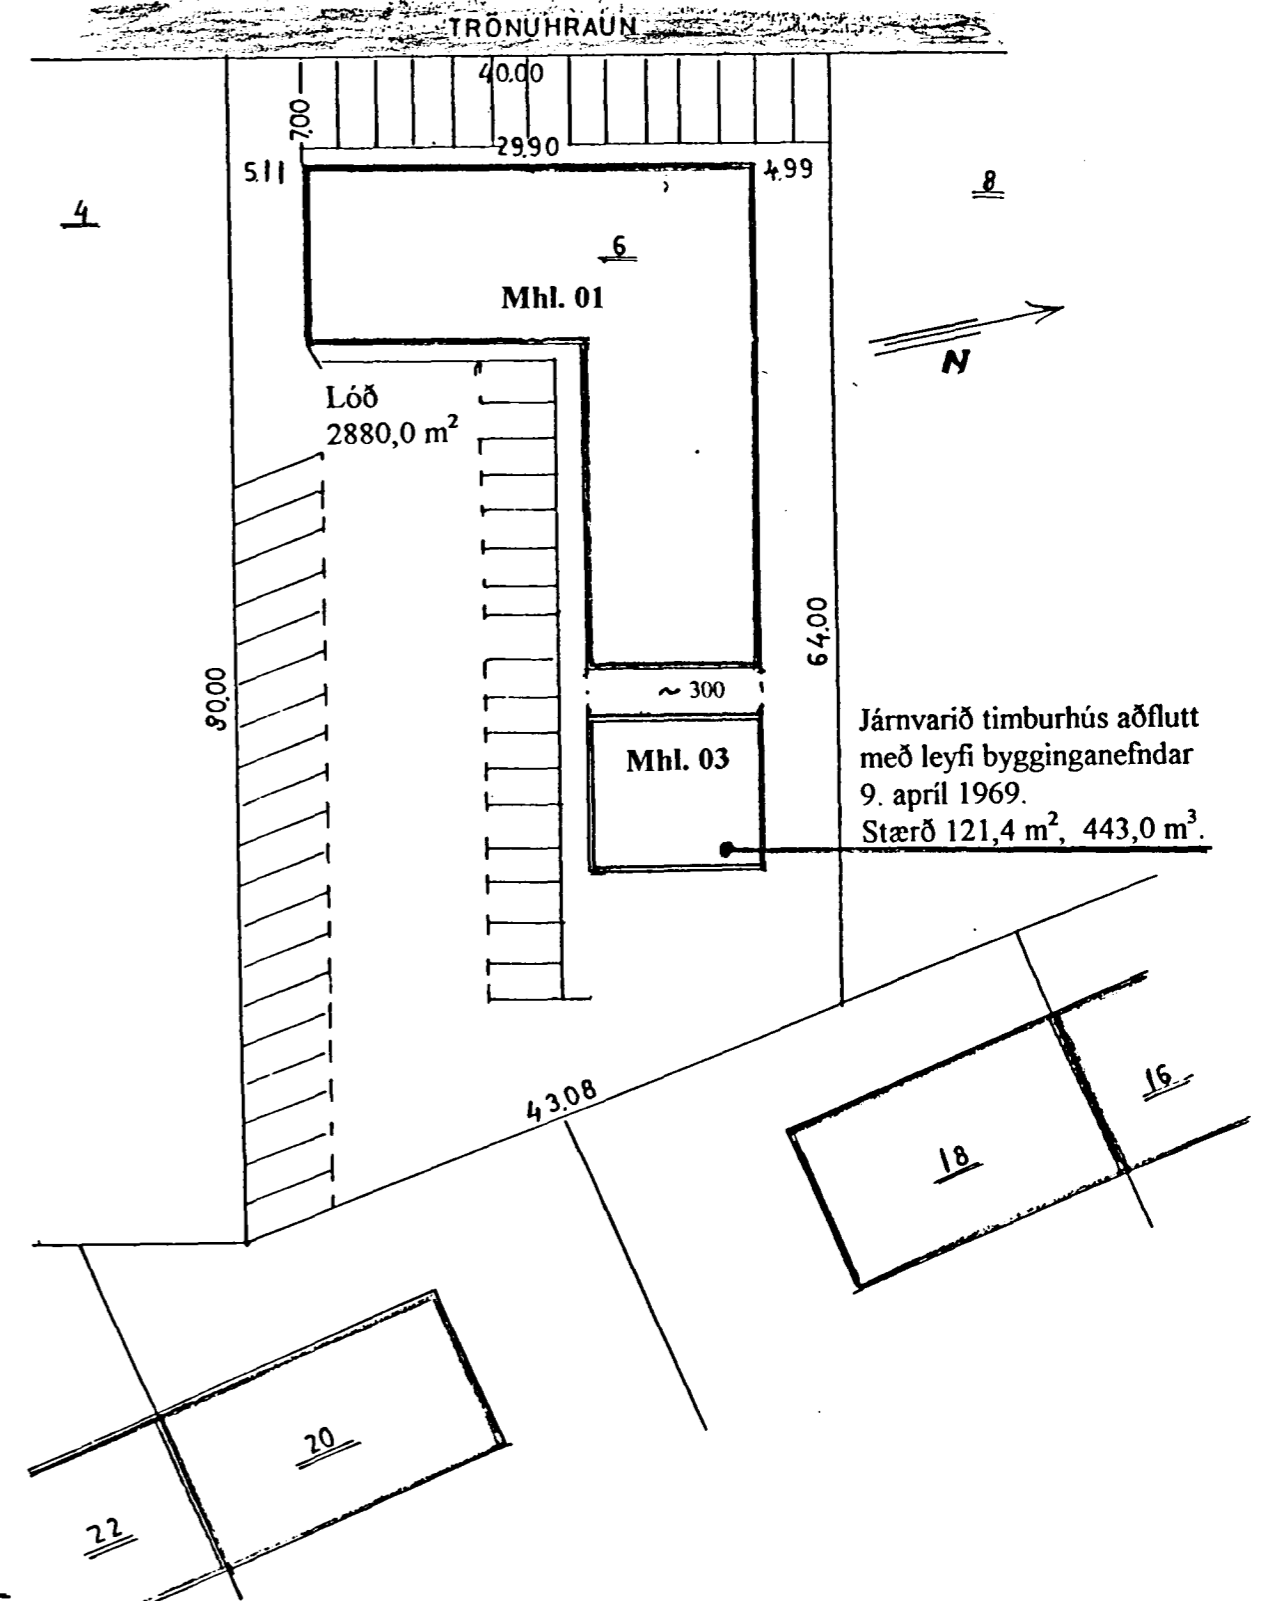 TRÖNUHRAUN
40.00
7.00
29.90
5.11
4.99
4
8
6
Mhl. 01
N
Lóð
2880,0 m²
64.00
80.00
~ 300
Mhl. 03
Járnvarið timburhús aðflutt
með leyfi bygginganefndar
9. apríl 1969.
Stærð 121,4 m², 443,0 m³.
43.08
16
18
20
22